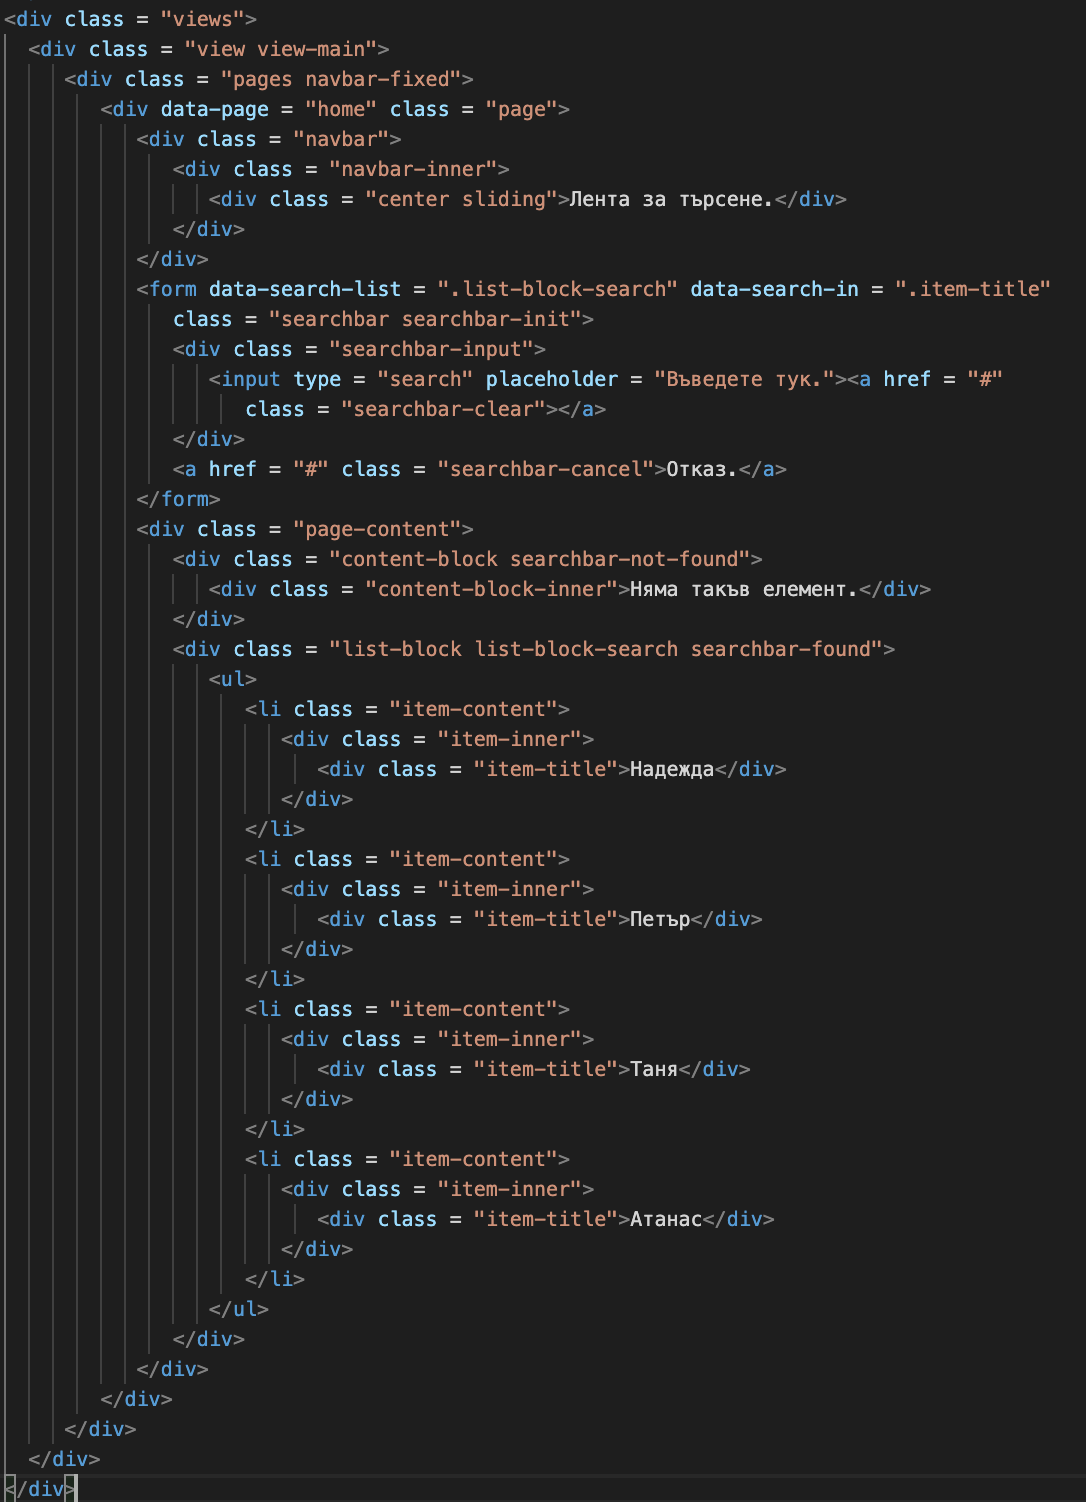 <div class = "views">
<div class = "view view-main">
<div class = "pages navbar-fixed">
<div data-page = "home" class = "page">
<div class = "navbar">
<div class = "navbar-inner">
<div class = "center sliding">Лента за търсене.</div>
</div>
</div>
<form data-search-list = ".list-block-search" data-search-in = ".item-title"
class = "searchbar searchbar-init">
<div class = "searchbar-input">
<input type = "search" placeholder = "Въведете тук."><a href = "#"
class = "searchbar-clear"></a>
</div>
<a href = "#" class = "searchbar-cancel">Отказ.</a>
</form>
<div class = "page-content">
<div class = "content-block searchbar-not-found">
<div class = "content-block-inner">Няма такъв елемент.</div>
</div>
<div class = "list-block list-block-search searchbar-found">
<ul>
<li class = "item-content">
<div class = "item-inner">
<div class = "item-title">Надежда</div>
</div>
</li>
<li class = "item-content">
<div class = "item-inner">
<div class = "item-title">Петър</div>
</div>
</li>
<li class = "item-content">
<div class = "item-inner">
<div class = "item-title">Таня</div>
</div>
</li>
<li class = "item-content">
<div class = "item-inner">
<div class = "item-title">Атанас</div>
</div>
</li>
</ul>
</div>
</div>
</div>
</div>
</div>
</div>